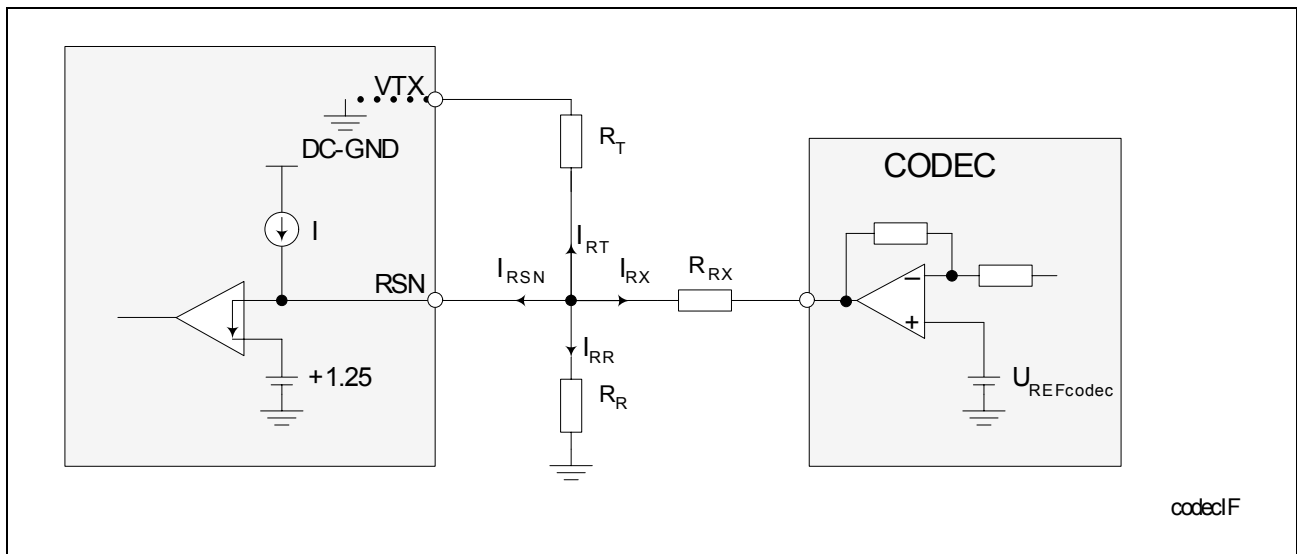 VTX
DC-GND
I
RSN
+1.25
R_T
I_RT
I_RSN
I_RX
R_RX
I_RR
R_R
CODEC
−
+
U_REFcodec
codecIF